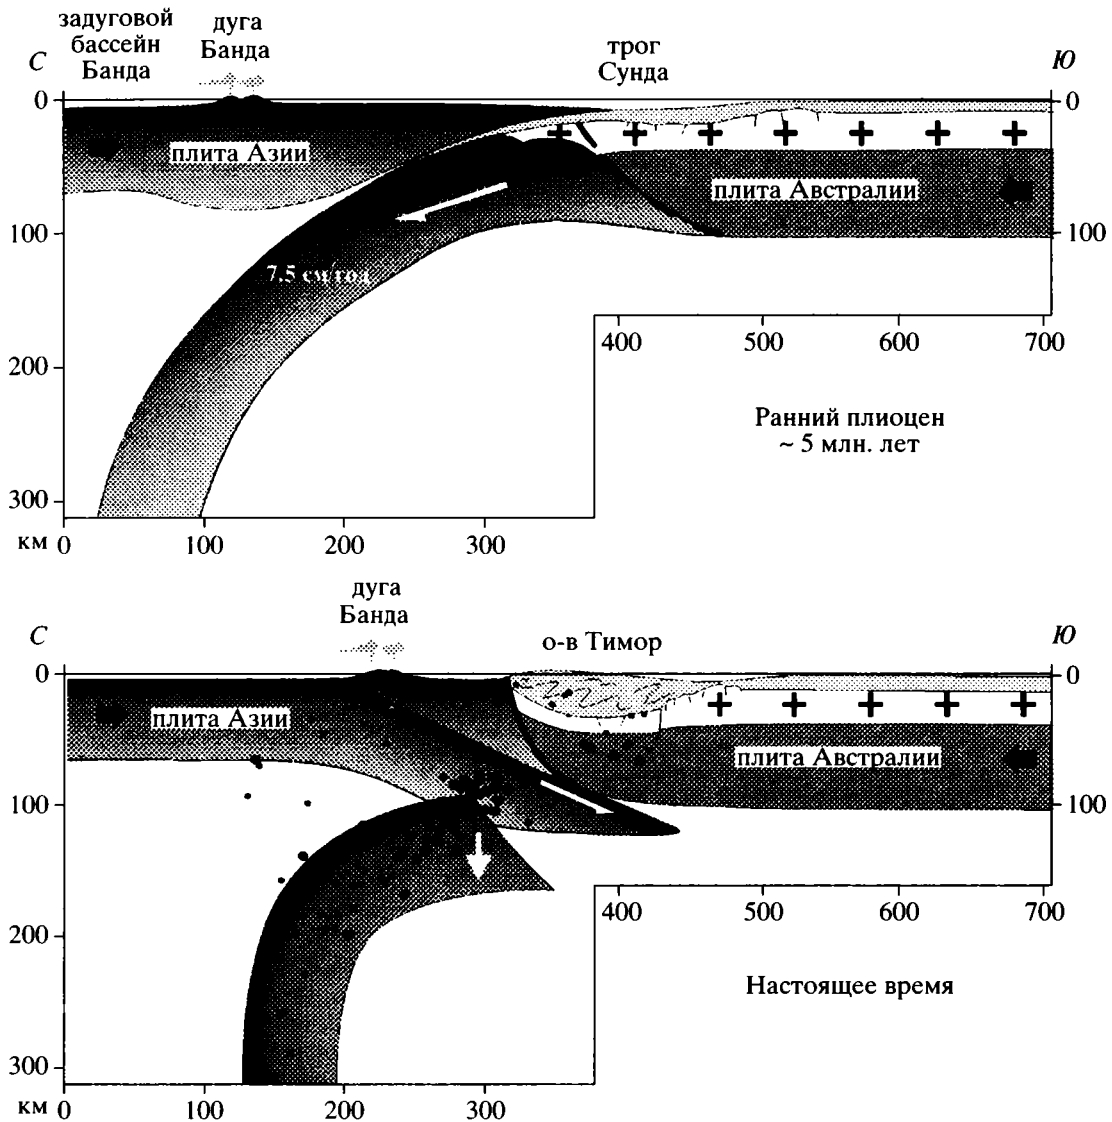 задуговой
бассейн
Банда
дуга
Банда
трог
Сунда
С
Ю
0
0
плита Азии
плита Австралии
100
100
7.5 см/год
200
300
400
500
600
700
Ранний плиоцен
~ 5 млн. лет
км 0
100
200
300
дуга
Банда
о-в Тимор
С
Ю
0
0
плита Азии
плита Австралии
100
100
200
300
400
500
600
700
Настоящее время
км 0
100
200
300